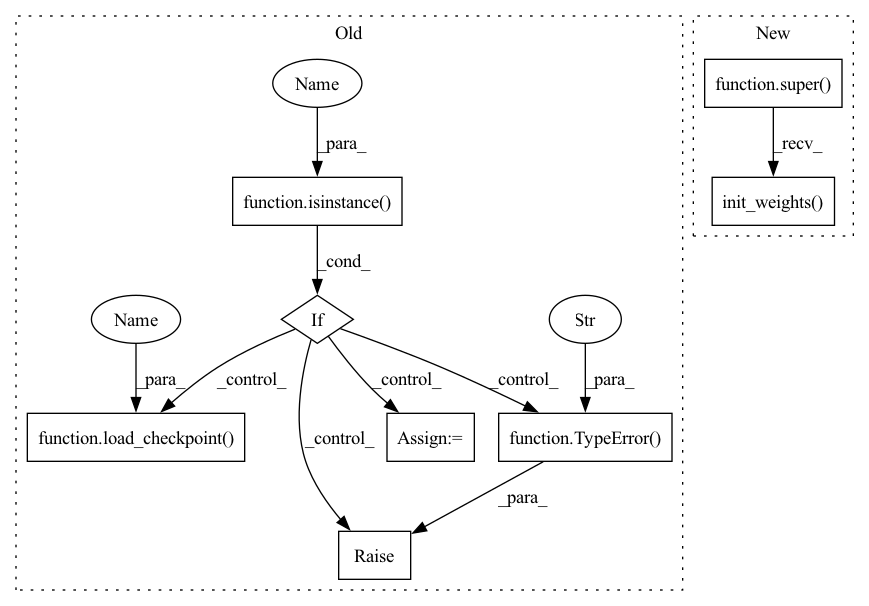 Old
New
Name
function.super()
_para_
_recv_
function.isinstance()
init_weights()
_cond_
Name
If
Str
_para_
_control_
_control_
_control_
_para_
function.load_checkpoint()
_control_
Assign:=
function.TypeError()
_para_
Raise